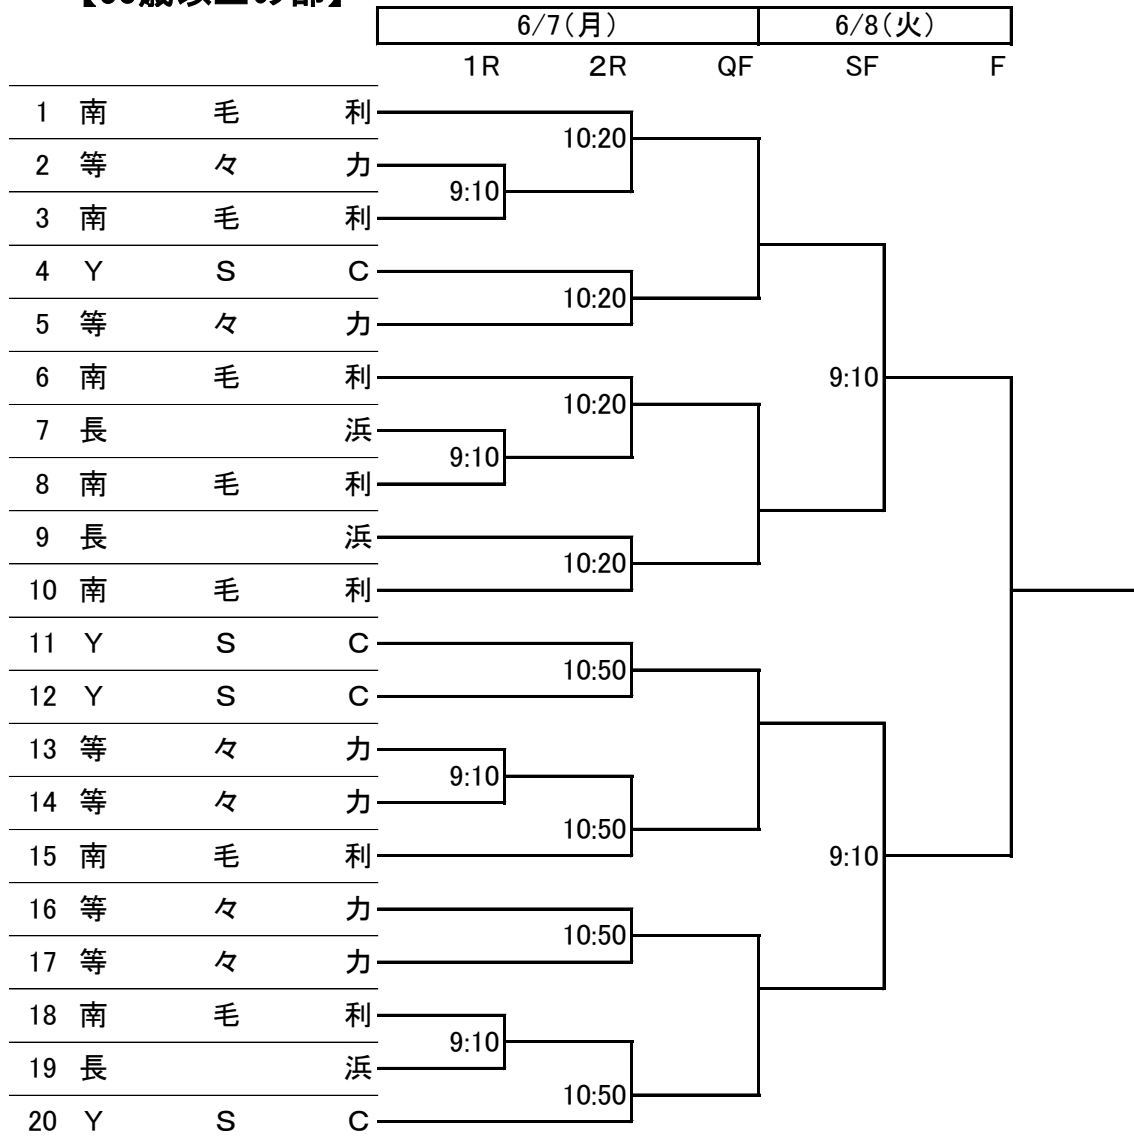 6/7(月) 6/8(火)
1R 2R QF SF F
1 南 毛 利
10:20
2 等 々 力
9:10
3 南 毛 利
4 Y S C
10:20
5 等 々 力
6 南 毛 利 9:10
10:20
7 長 浜
9:10
8 南 毛 利
9 長 浜
10:20
10 南 毛 利
11 Y S C
10:50
12 Y S C
13 等 々 力
9:10
14 等 々 力
10:50
15 南 毛 利 9:10
16 等 々 力
10:50
17 等 々 力
18 南 毛 利
9:10
19 長 浜
10:50
20 Y S C